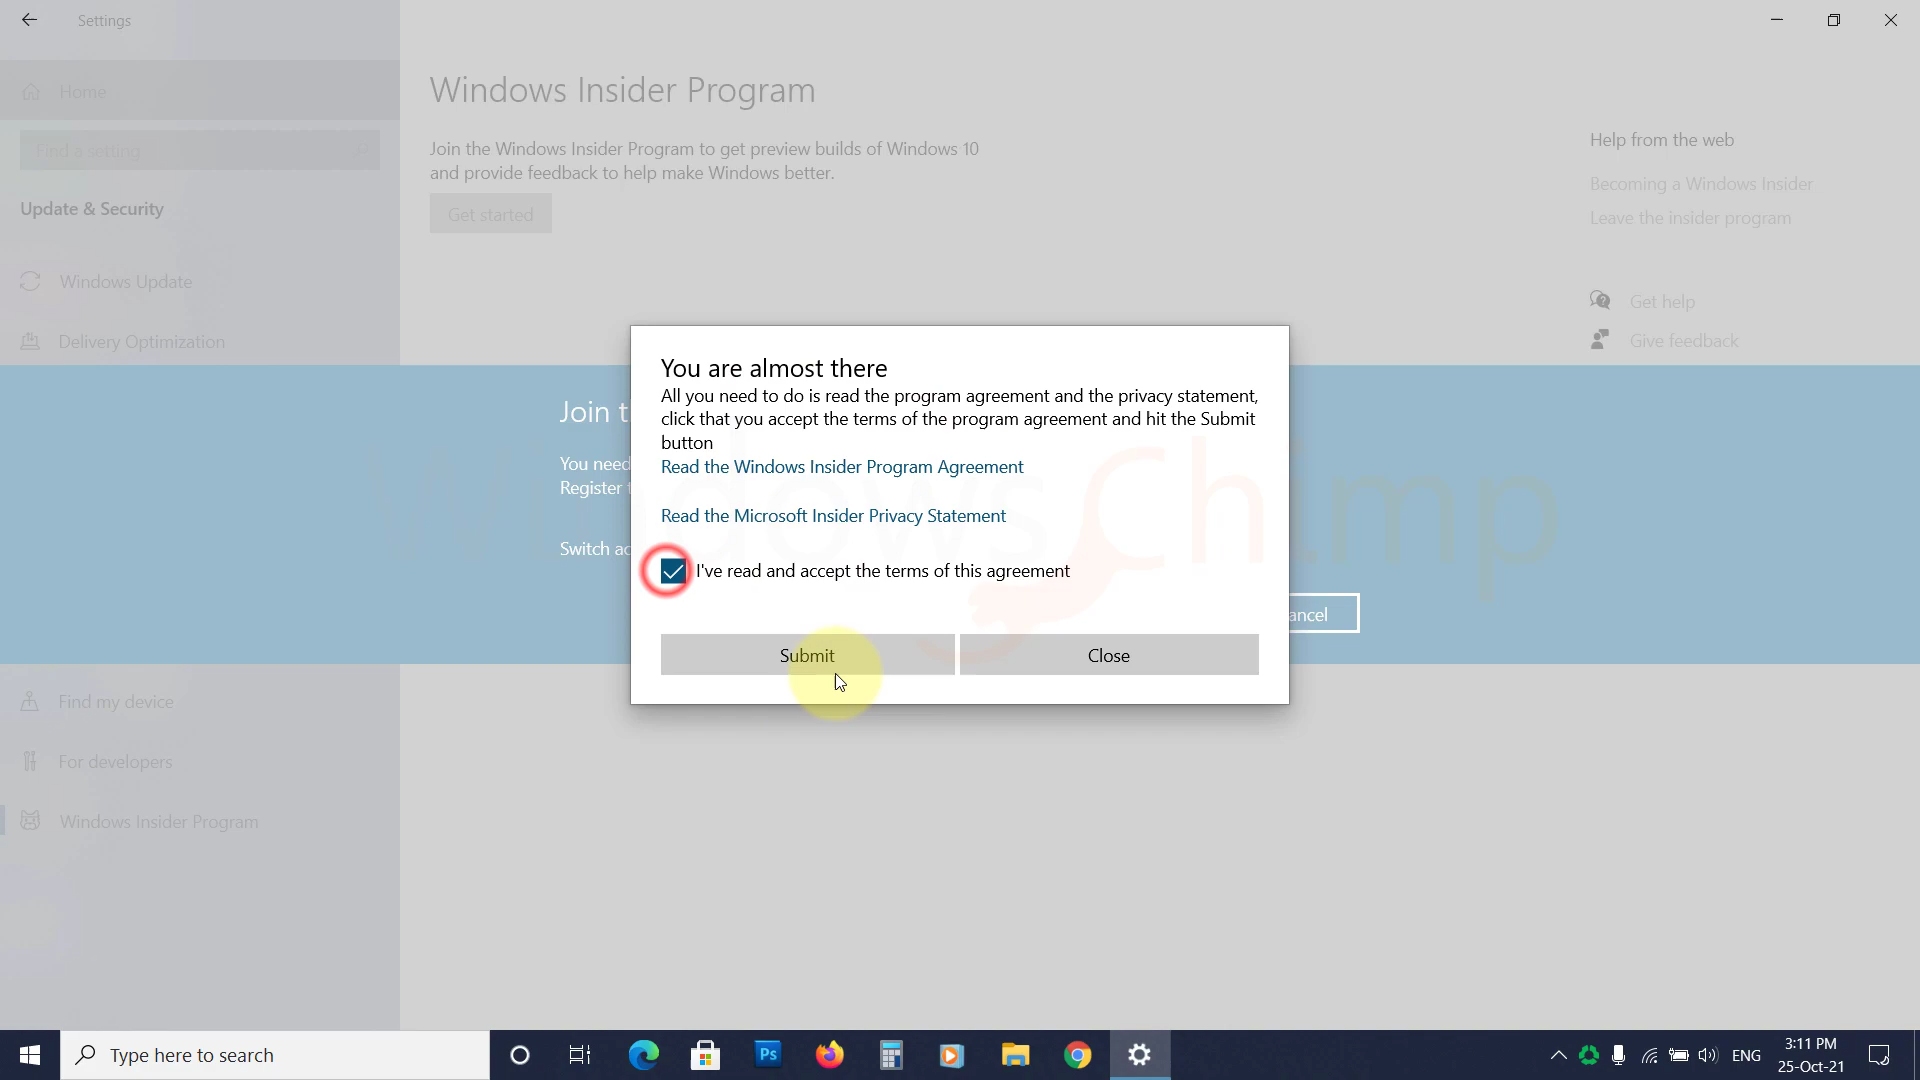 Settings
Home
Find a setting
Windows Insider Program
Join the Windows Insider Program to get preview builds of Windows 10
and provide feedback to help make Windows better.
Get started
Help from the web
Becoming a Windows Insider
Leave the insider program
Update & Security
Windows Update
Get help
Delivery Optimization
Give feedback
You are almost there
All you need to do is read the program agreement and the privacy statement,
click that you accept the terms of the program agreement and hit the Submit
button
Read the Windows Insider Program Agreement
Read the Microsoft Insider Privacy Statement
I've read and accept the terms of this agreement
Submit
Close
Join t
You need
Register t
Switch ac
ancel
WindowsChimp
Find my device
For developers
Windows Insider Program
Type here to search
Ps
ENG
3:11 PM
25-Oct-21